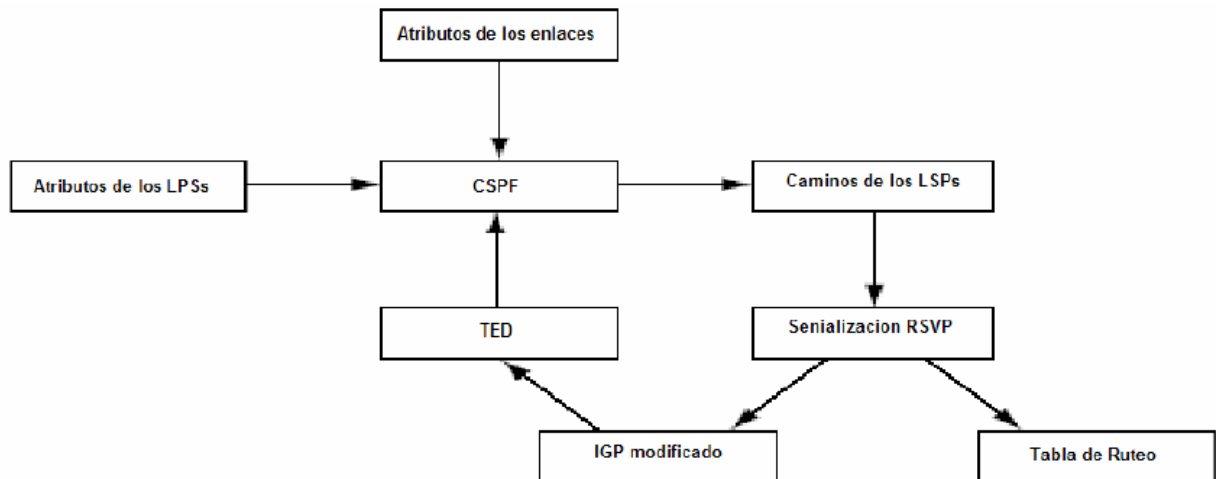 Atributos de los enlaces
Atributos de los LPSs
CSPF
Caminos de los LSPs
TED
Senializacion RSVP
IGP modificado
Tabla de Ruteo